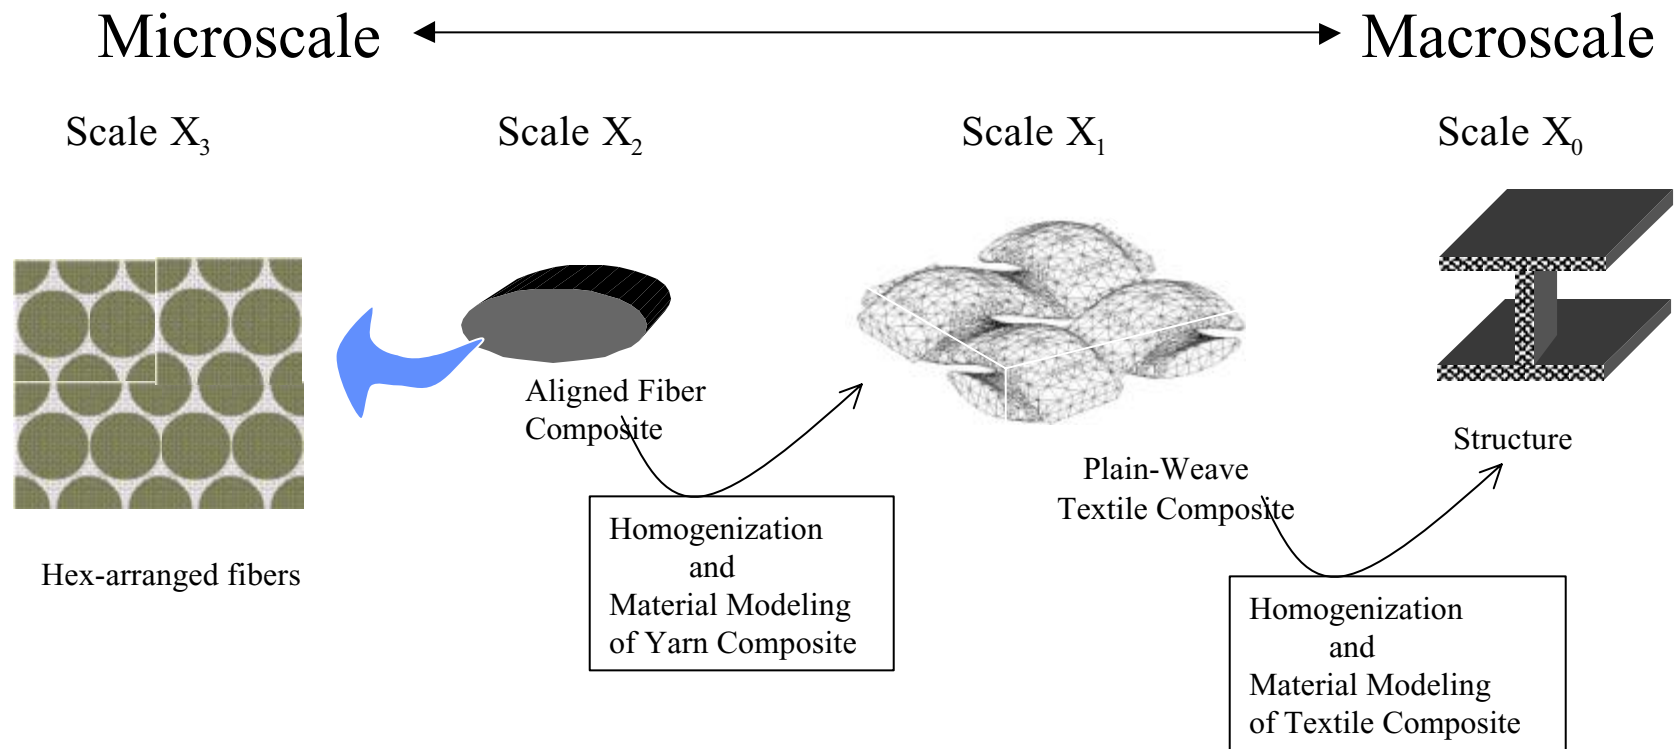 Microscale
Macroscale
Scale X₃
Scale X₂
Scale X₁
Scale X₀
Hex-arranged fibers
Aligned Fiber
Composite
Homogenization
and
Material Modeling
of Yarn Composite
Plain-Weave
Textile Composite
Structure
Homogenization
and
Material Modeling
of Textile Composite